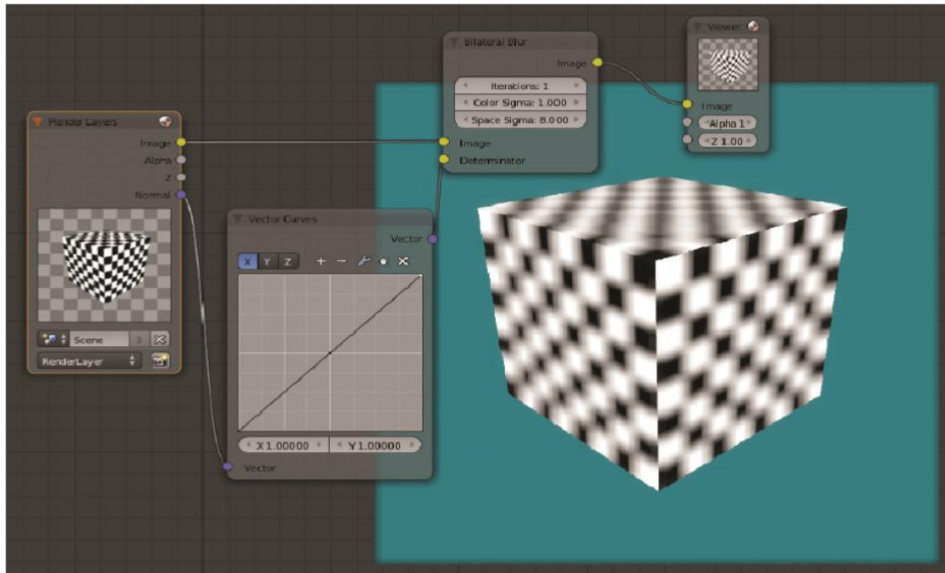 Render Layers
Image
Alpha
Z
Normal
Scene
3
RenderLayer
Vector Curves
Vector
X
Y
Z
X 1.00000
Y 1.00000
Vector
Bilateral Blur
Image
Iterations: 1
Color Sigma: 1.000
Space Sigma: 8.000
Image
Determinator
Viewer
Image
Alpha 1
Z 1.00